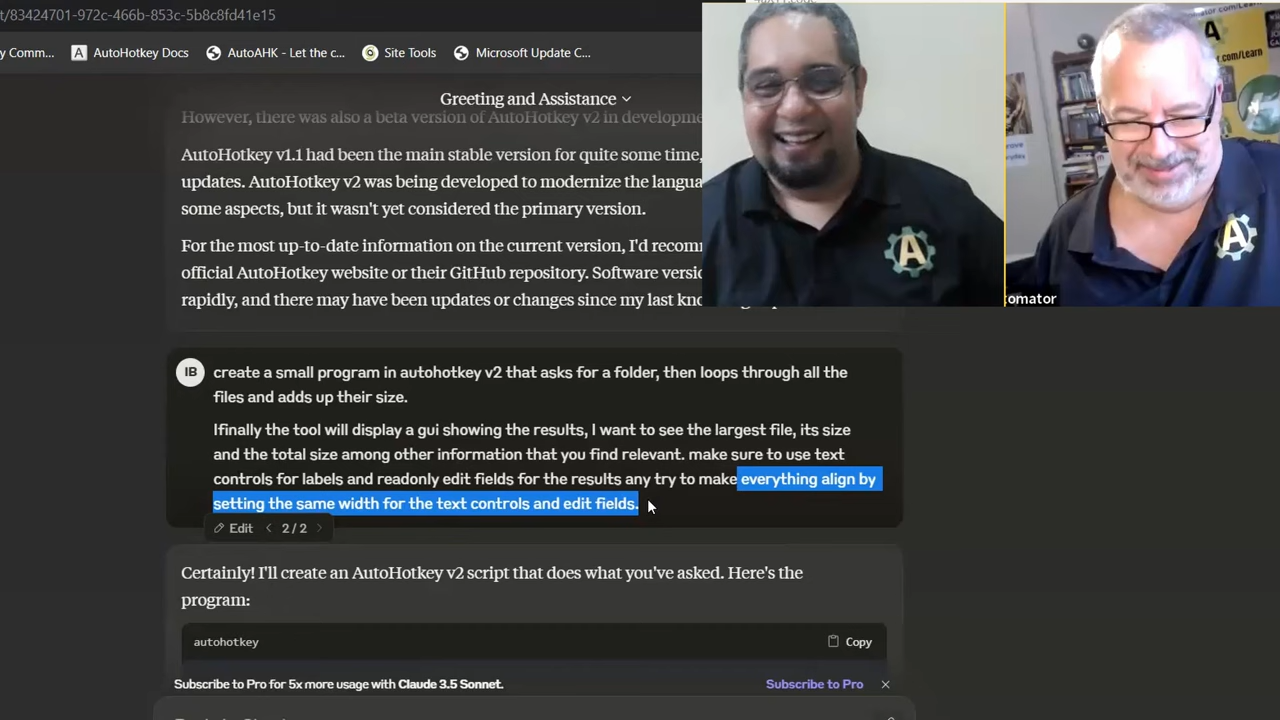 t/83424701-972c-466b-853c-5b8c8fd41e15
y Comm...
AutoHotkey Docs
AutoAHK - Let the c...
Site Tools
Microsoft Update C...
Greeting and Assistance
However, there was also a beta version of AutoHotkey v2 in developme
AutoHotkey v1.1 had been the main stable version for quite some time,
updates. AutoHotkey v2 was being developed to modernize the langua
some aspects, but it wasn't yet considered the primary version.
For the most up-to-date information on the current version, I'd recom
official AutoHotkey website or their GitHub repository. Software versi
rapidly, and there may have been updates or changes since my last kno
.com/Learn
A
A
A
omator
IB
create a small program in autohotkey v2 that asks for a folder, then loops through all the
files and adds up their size.
Ifinally the tool will display a gui showing the results, I want to see the largest file, its size
and the total size among other information that you find relevant. make sure to use text
controls for labels and readonly edit fields for the results any try to make everything align by
setting the same width for the text controls and edit fields.
Edit < 2/2 >
Certainly! I'll create an AutoHotkey v2 script that does what you've asked. Here's the
program:
autohotkey
Copy
Subscribe to Pro for 5x more usage with Claude 3.5 Sonnet.
Subscribe to Pro